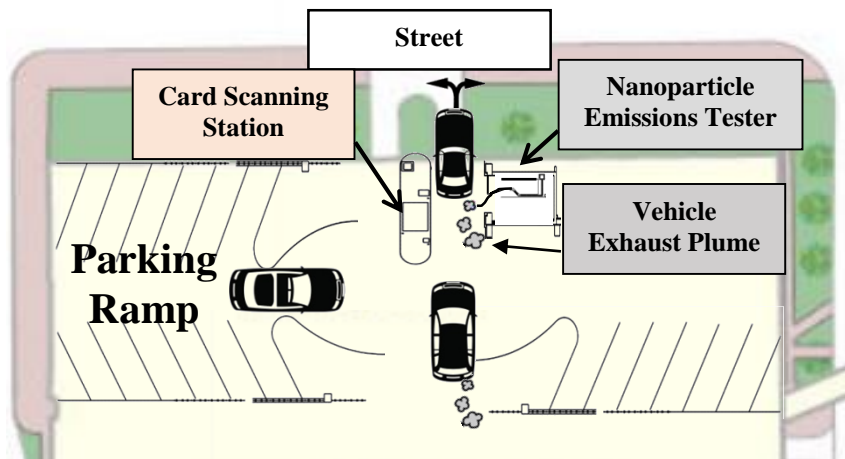 Street
Card Scanning
Station
Nanoparticle
Emissions Tester
Vehicle
Exhaust Plume
Parking
Ramp